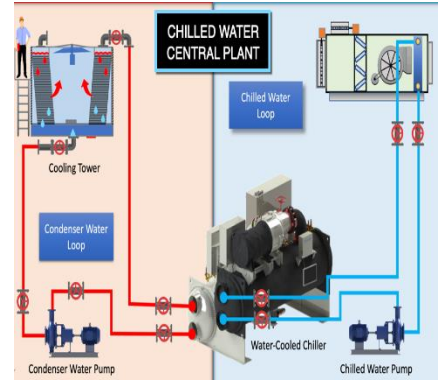 CHILLED WATER
CENTRAL PLANT
Chilled Water
Loop
Cooling Tower
Condenser Water
Loop
Water-Cooled Chiller
Condenser Water Pump
Chilled Water Pump